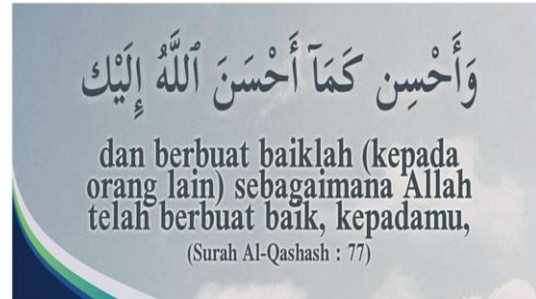 وَأَحْسِن كَمَآ أَحْسَنَ ٱللَّهُ إِلَيْك
dan berbuat baiklah (kepada
orang lain) sebagaimana Allah
telah berbuat baik, kepadamu,
(Surah Al-Qashash : 77)